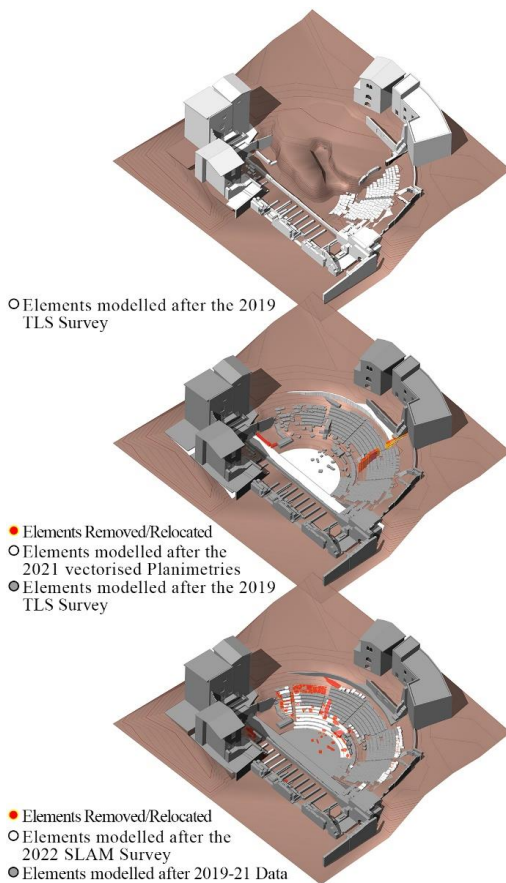 Elements modelled after the 2019
TLS Survey
Elements Removed/Relocated
Elements modelled after the
2021 vectorised Planimetries
Elements modelled after the 2019
TLS Survey
Elements Removed/Relocated
Elements modelled after the
2022 SLAM Survey
Elements modelled after 2019-21 Data